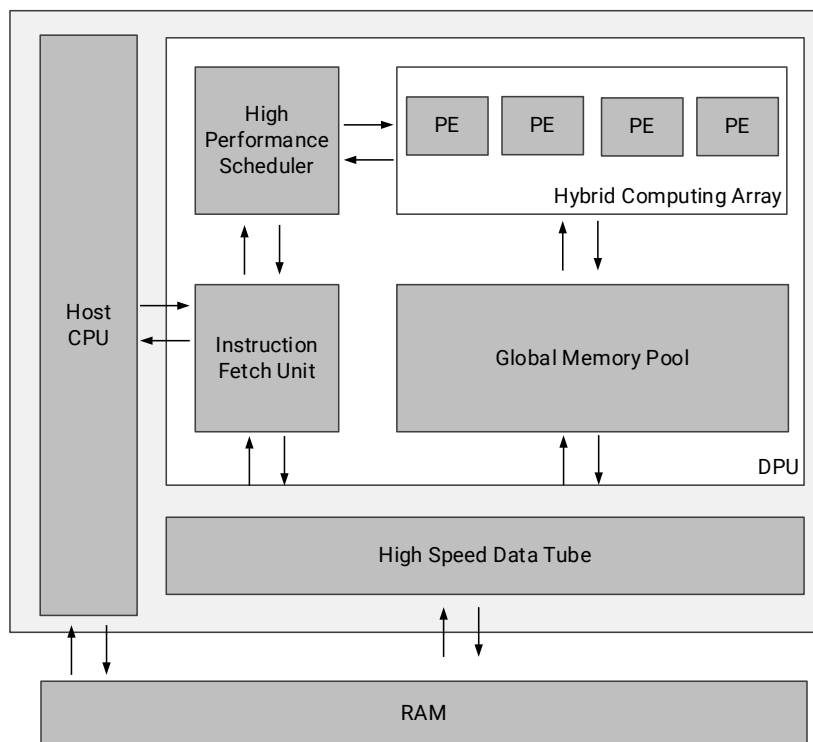 High
Performance
Scheduler
PE
PE
PE
PE
Hybrid Computing Array
Host
CPU
Instruction
Fetch Unit
Global Memory Pool
DPU
High Speed Data Tube
RAM